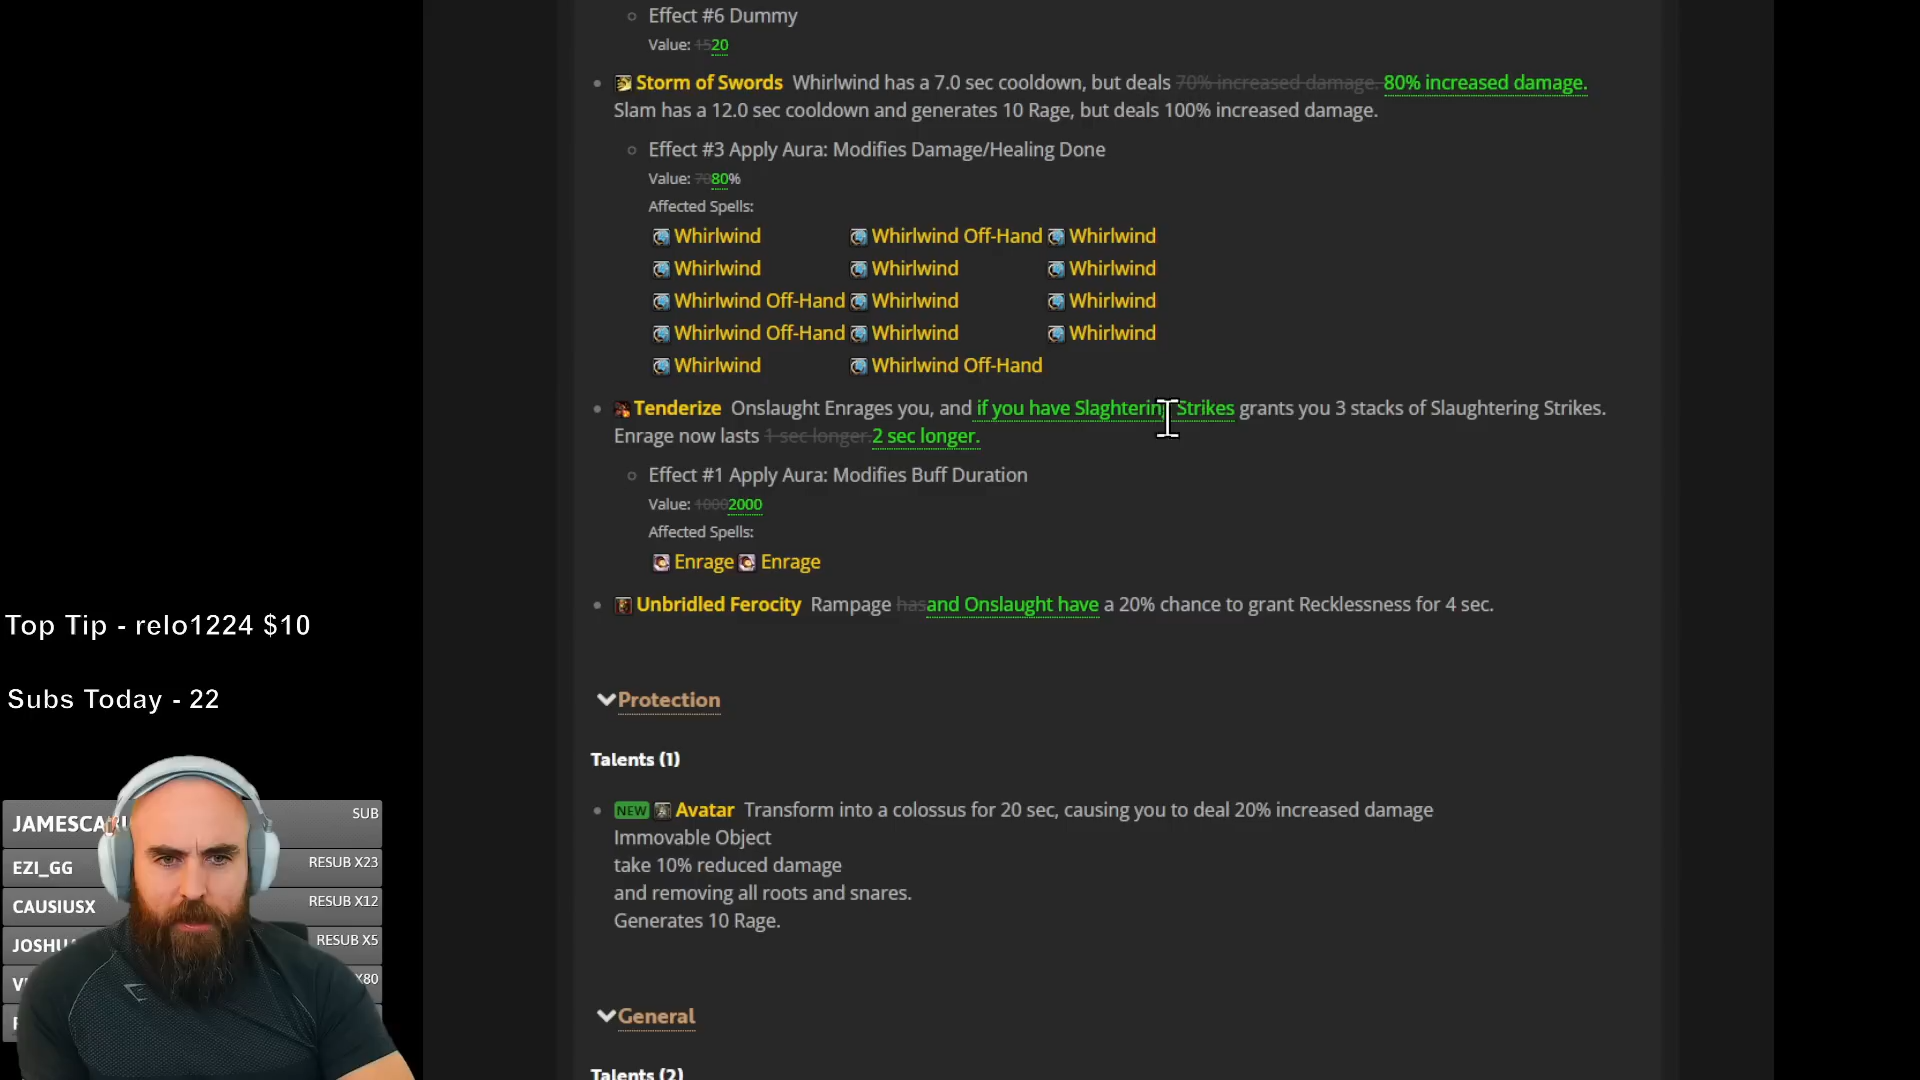 Effect #6 Dummy
Value: 1520
Storm of Swords Whirlwind has a 7.0 sec cooldown, but deals 70% increased damage. 80% increased damage.
Slam has a 12.0 sec cooldown and generates 10 Rage, but deals 100% increased damage.
Effect #3 Apply Aura: Modifies Damage/Healing Done
Value: 7080%
Affected Spells:
Whirlwind Whirlwind Off-Hand Whirlwind
Whirlwind Whirlwind Whirlwind
Whirlwind Off-Hand Whirlwind Whirlwind
Whirlwind Off-Hand Whirlwind Whirlwind
Whirlwind Whirlwind Off-Hand
Tenderize Onslaught Enrages you, and if you have Slaghtering Strikes grants you 3 stacks of Slaughtering Strikes.
Enrage now lasts 1 sec longer. 2 sec longer.
Effect #1 Apply Aura: Modifies Buff Duration
Value: 10002000
Affected Spells:
Enrage Enrage
Unbridled Ferocity Rampage has and Onslaught have a 20% chance to grant Recklessness for 4 sec.
Top Tip - relo1224 $10
Subs Today - 22
Protection
Talents (1)
NEW Avatar Transform into a colossus for 20 sec, causing you to deal 20% increased damage
Immovable Object
take 10% reduced damage
and removing all roots and snares.
Generates 10 Rage.
SUB
EZI_GG RESUB X23
CAUSIUSX RESUB X12
RESUB X5
X80
General
Talents (2)